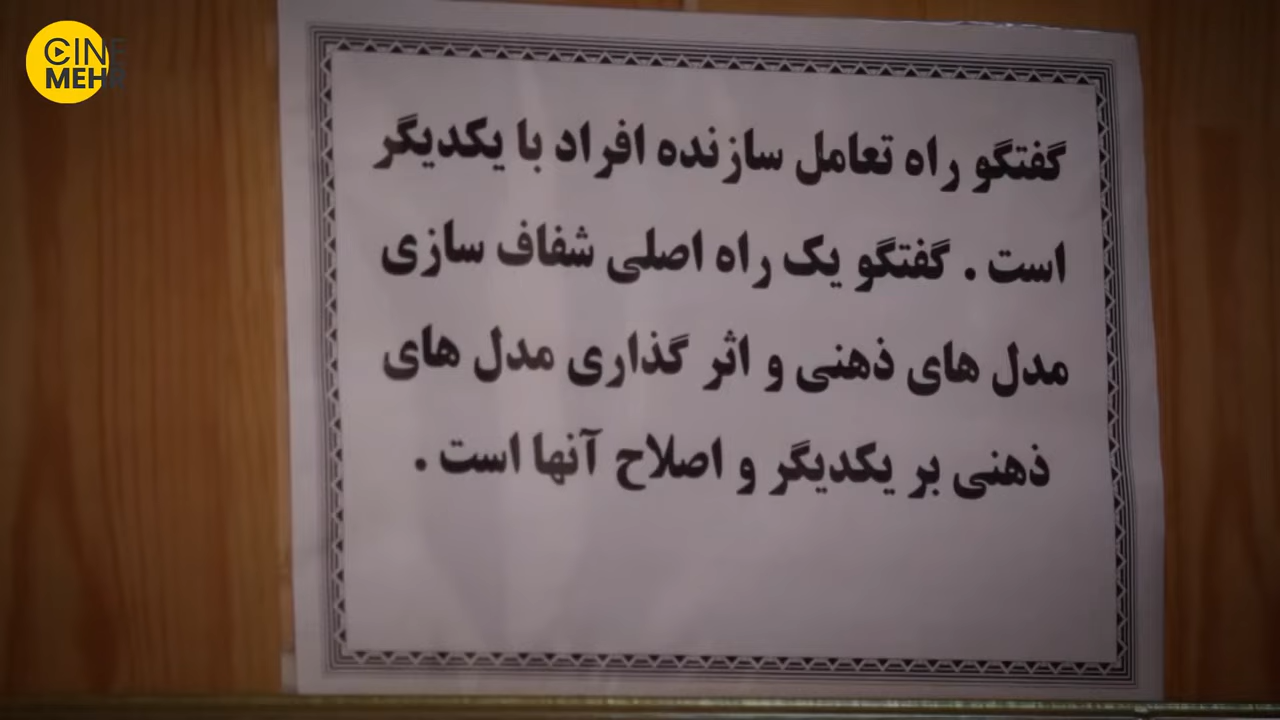 CINE
MEHR
گفتگو راه تعامل سازنده افراد با یکدیگر
است . گفتگو یک راه اصلی شفاف سازی
مدل های ذهنی و اثر گذاری مدل های
ذهنی بر یکدیگر و اصلاح آنها است .